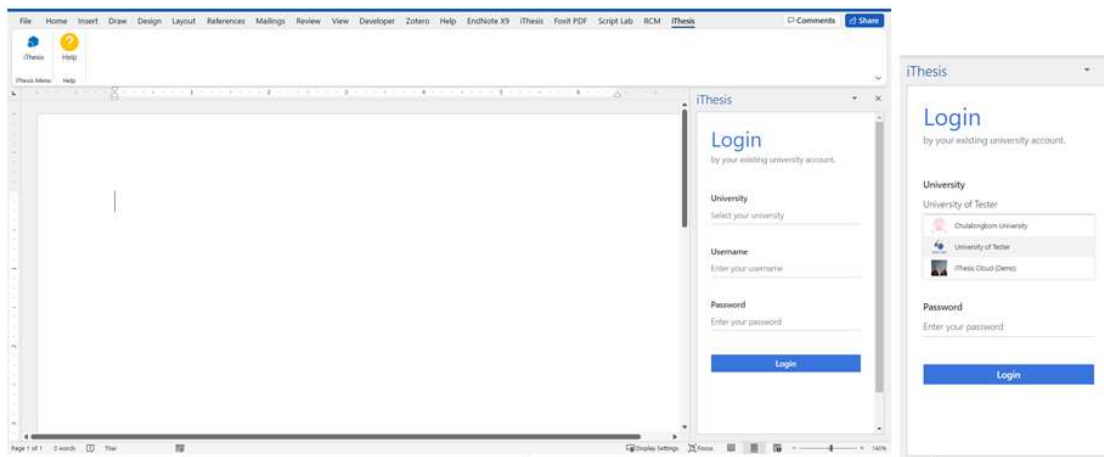 File Home Insert Draw Design Layout References Mailings Review View Developer Zotero Help EndNote X9 iThesis Foxit PDF Script Lab RCM iThesis Comments Share
iThesis Help
iThesis Menu Help
iThesis
Login
by your existing university account.
University
Select your university
Username
Enter your username
Password
Enter your password
Login
Page 1 of 1 0 words Thai Display Settings Focus 140%
iThesis
Login
by your existing university account.
University
University of Tester
Chulalongkorn University
University of Tester
iThesis Cloud (Demo)
Password
Enter your password
Login